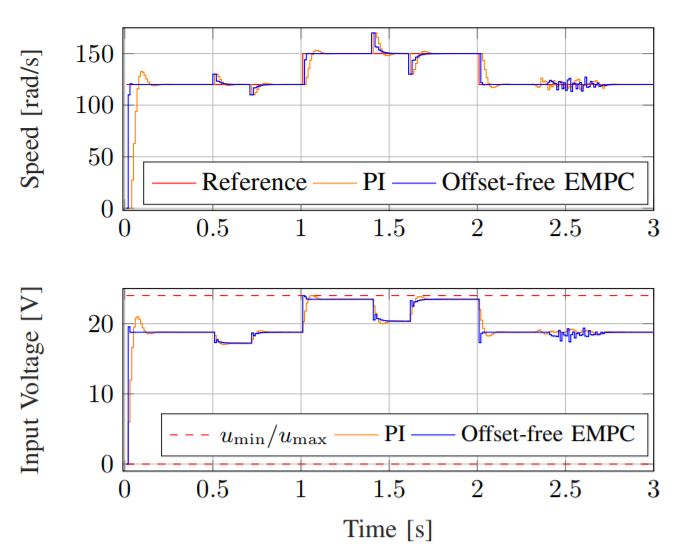 Speed [rad/s]
150
100
50
0
Reference PI Offset-free EMPC
0 0.5 1 1.5 2 2.5 3
Input Voltage [V]
20
10
0
u_min/u_max PI Offset-free EMPC
0 0.5 1 1.5 2 2.5 3
Time [s]